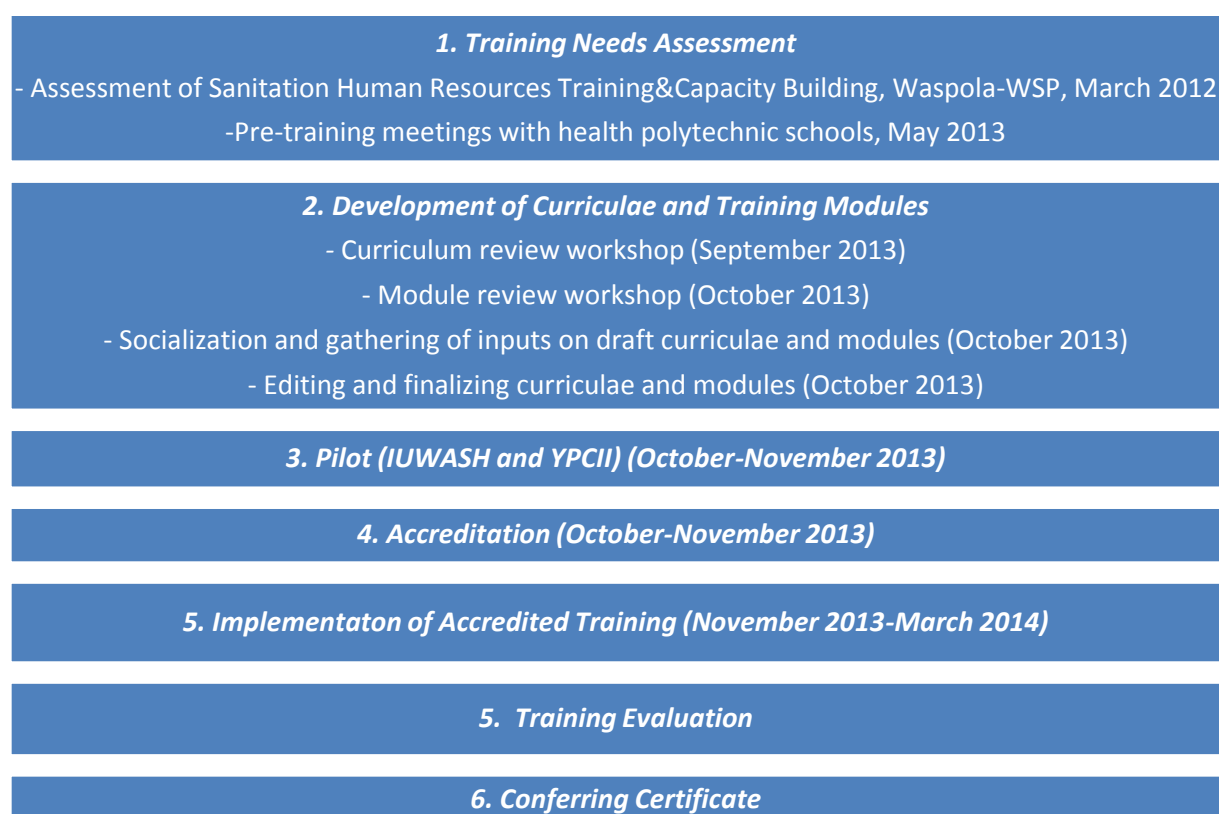 1. Training Needs Assessment
- Assessment of Sanitation Human Resources Training&Capacity Building, Waspola-WSP, March 2012
-Pre-training meetings with health polytechnic schools, May 2013
2. Development of Curriculae and Training Modules
- Curriculum review workshop (September 2013)
- Module review workshop (October 2013)
- Socialization and gathering of inputs on draft curriculae and modules (October 2013)
- Editing and finalizing curriculae and modules (October 2013)
3. Pilot (IUWASH and YPCII) (October-November 2013)
4. Accreditation (October-November 2013)
5. Implementaton of Accredited Training (November 2013-March 2014)
5. Training Evaluation
6. Conferring Certificate